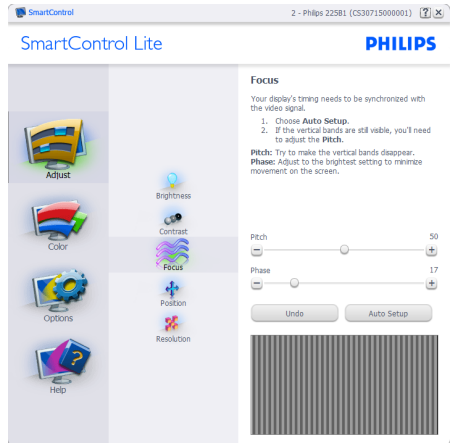 SmartControl
2 - Philips 225B1 (CS30715000001)
SmartControl Lite
PHILIPS
Adjust
Color
Options
Help
Brightness
Contrast
Focus
Position
Resolution
Focus
Your display's timing needs to be synchronized with
the video signal.
1. Choose Auto Setup.
2. If the vertical bands are still visible, you'll need
to adjust the Pitch.
Pitch: Try to make the vertical bands disappear.
Phase: Adjust to the brightest setting to minimize
movement on the screen.
Pitch 50
Phase 17
Undo Auto Setup